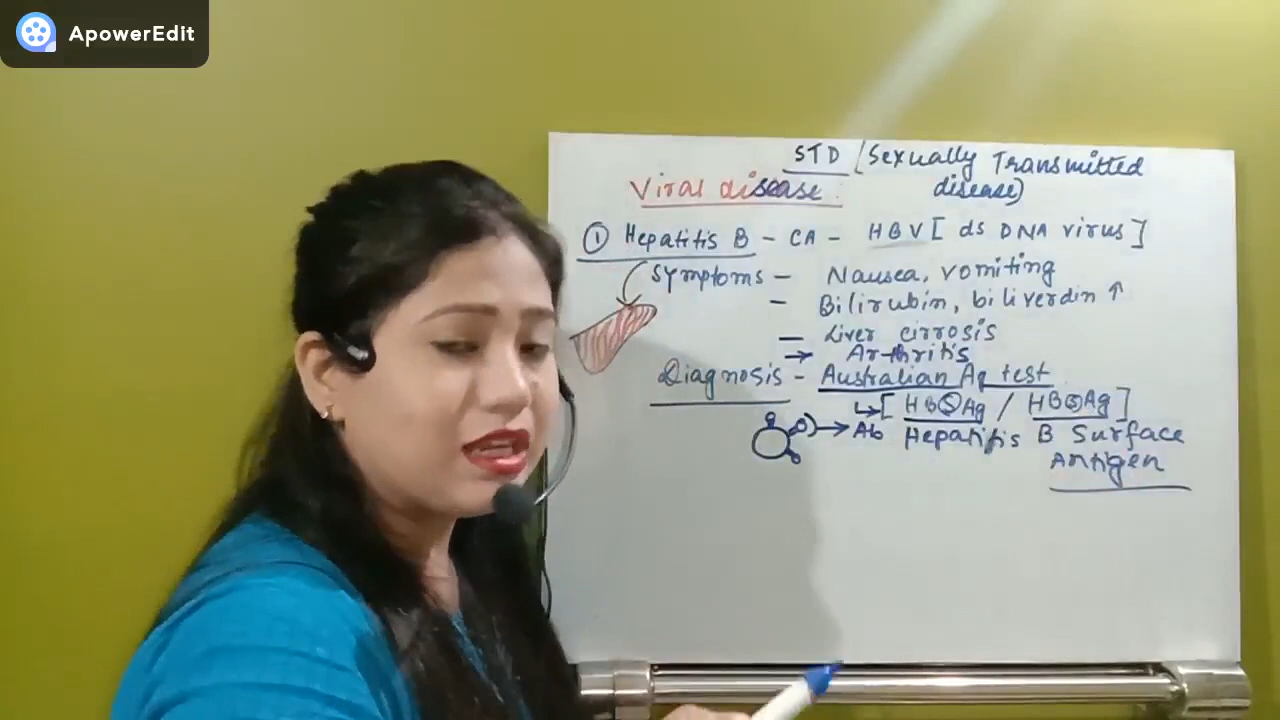 ApowerEdit
STD (Sexually Transmitted
disease)
Viral disease :
① Hepatitis B - CA - HBV [ ds DNA virus ]
Symptoms - Nausea, vomiting
- Bilirubin, biliverdin ↑
- Liver cirrosis
→ Arthritis
Diagnosis - Australian Ag test
↳ [ HBSAg / HBSAg ]
→ Ab Hepatitis B Surface
Antigen